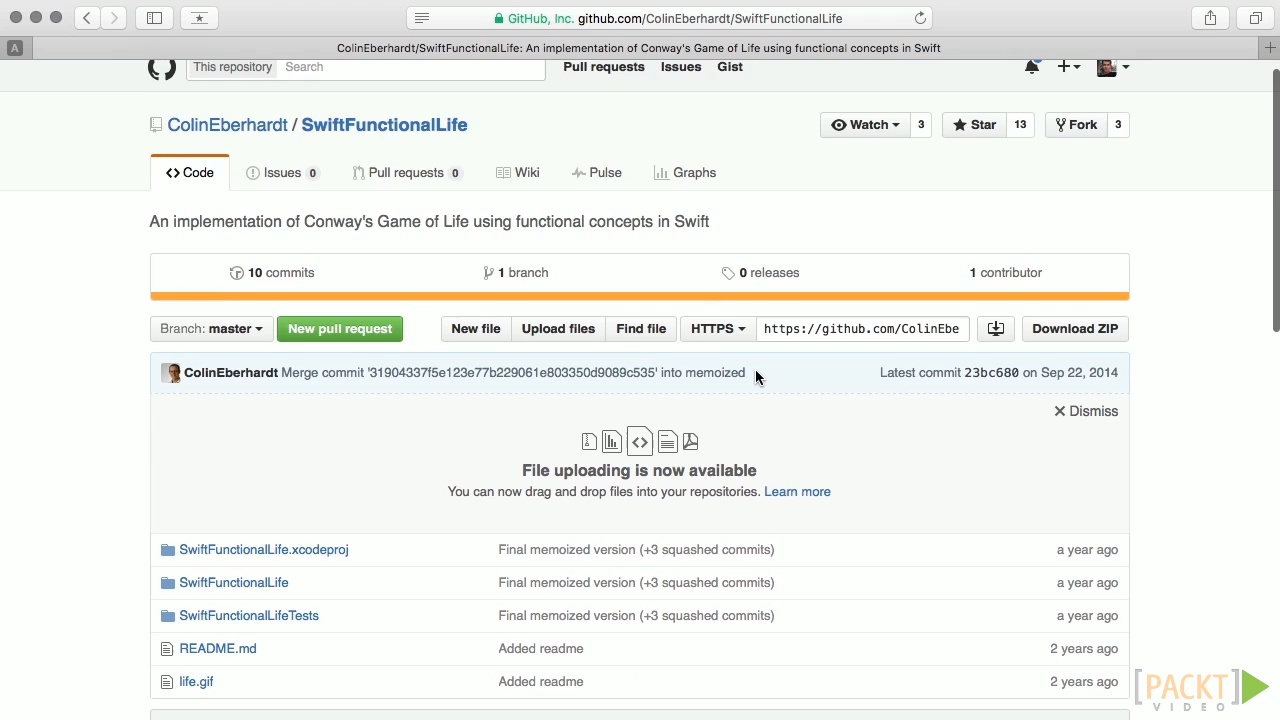 GitHub, Inc. github.com/ColinEberhardt/SwiftFunctionalLife
A
ColinEberhardt/SwiftFunctionalLife: An implementation of Conway's Game of Life using functional concepts in Swift
This repository Search Pull requests Issues Gist
ColinEberhardt / SwiftFunctionalLife Watch 3 Star 13 Fork 3
Code Issues 0 Pull requests 0 Wiki Pulse Graphs
An implementation of Conway's Game of Life using functional concepts in Swift
10 commits 1 branch 0 releases 1 contributor
Branch: master New pull request New file Upload files Find file HTTPS https://github.com/ColinEbe Download ZIP
ColinEberhardt Merge commit '31904337f5e123e77b229061e803350d9089c535' into memoized Latest commit 23bc680 on Sep 22, 2014
Dismiss
File uploading is now available
You can now drag and drop files into your repositories. Learn more
SwiftFunctionalLife.xcodeproj Final memoized version (+3 squashed commits) a year ago
SwiftFunctionalLife Final memoized version (+3 squashed commits) a year ago
SwiftFunctionalLifeTests Final memoized version (+3 squashed commits) a year ago
README.md Added readme 2 years ago
life.gif Added readme 2 years ago
[PACKT]
VIDEO